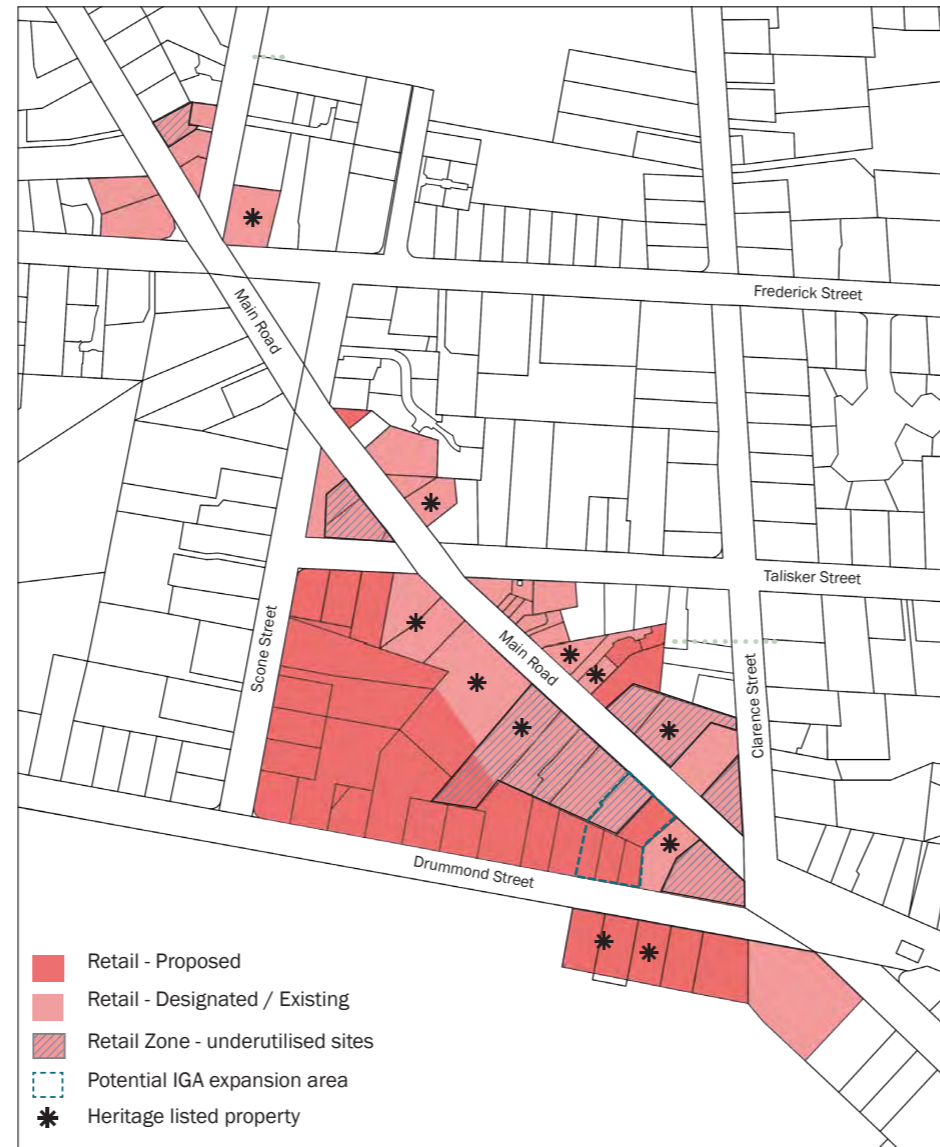 Frederick Street
Main Road
Talisker Street
Scone Street
Main Road
Clarence Street
Drummond Street
Retail - Proposed
Retail - Designated / Existing
Retail Zone - underutilised sites
Potential IGA expansion area
Heritage listed property